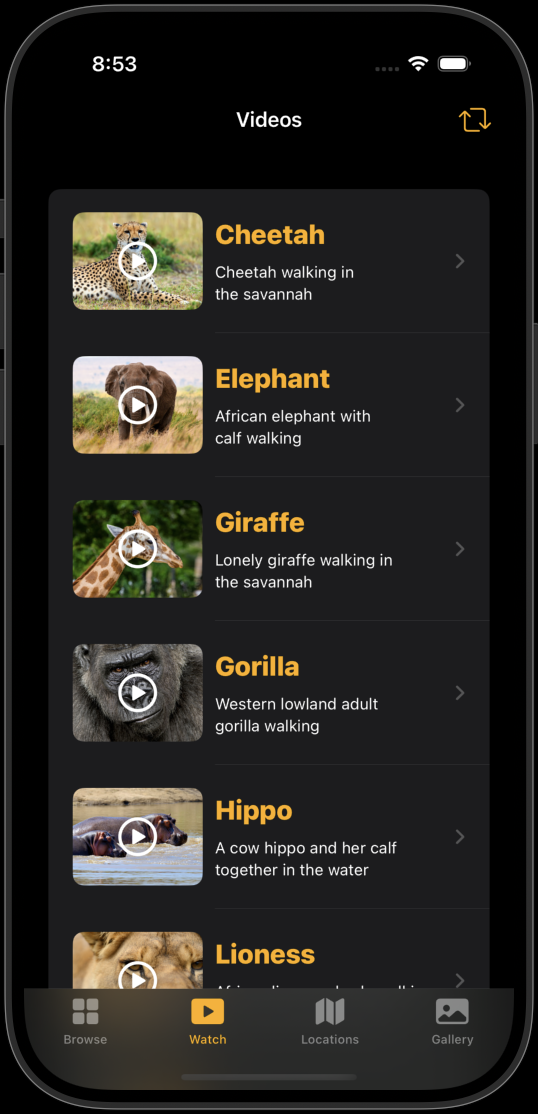 8:53
Videos
Cheetah
Cheetah walking in
the savannah
Elephant
African elephant with
calf walking
Giraffe
Lonely giraffe walking in
the savannah
Gorilla
Western lowland adult
gorilla walking
Hippo
A cow hippo and her calf
together in the water
Lioness
Browse
Watch
Locations
Gallery